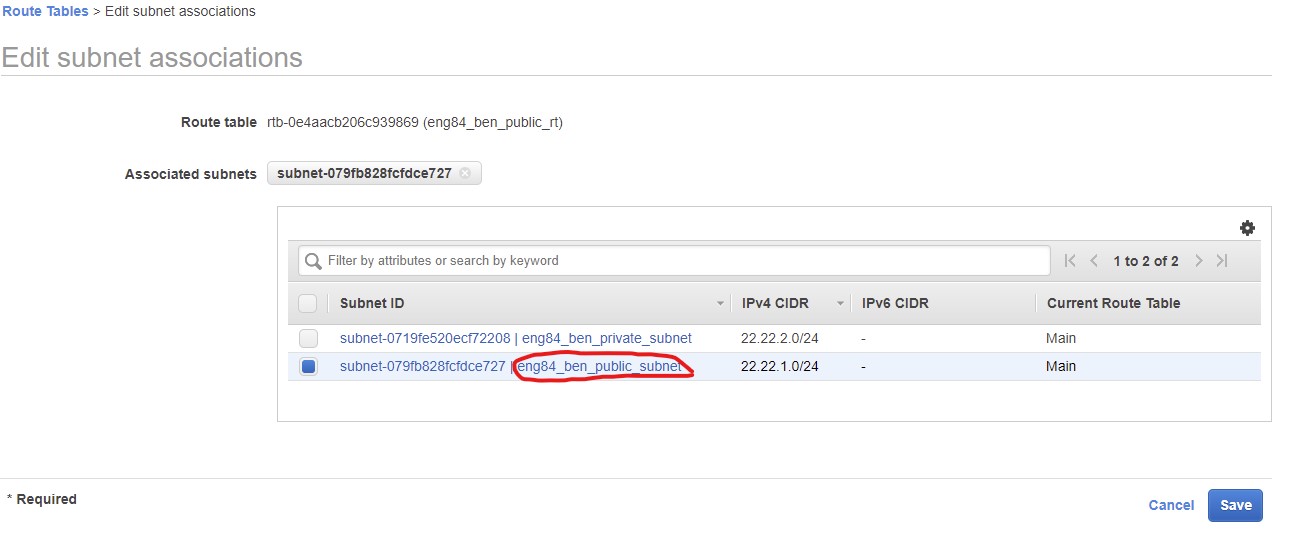 Route Tables > Edit subnet associations
Edit subnet associations
Route table rtb-0e4aacb206c939869 (eng84_ben_public_rt)
Associated subnets subnet-079fb828fcfdce727
Filter by attributes or search by keyword 1 to 2 of 2
Subnet ID IPv4 CIDR IPv6 CIDR Current Route Table
subnet-0719fe520ecf72208 | eng84_ben_private_subnet 22.22.2.0/24 - Main
subnet-079fb828fcfdce727 | eng84_ben_public_subnet 22.22.1.0/24 - Main
* Required
Cancel Save